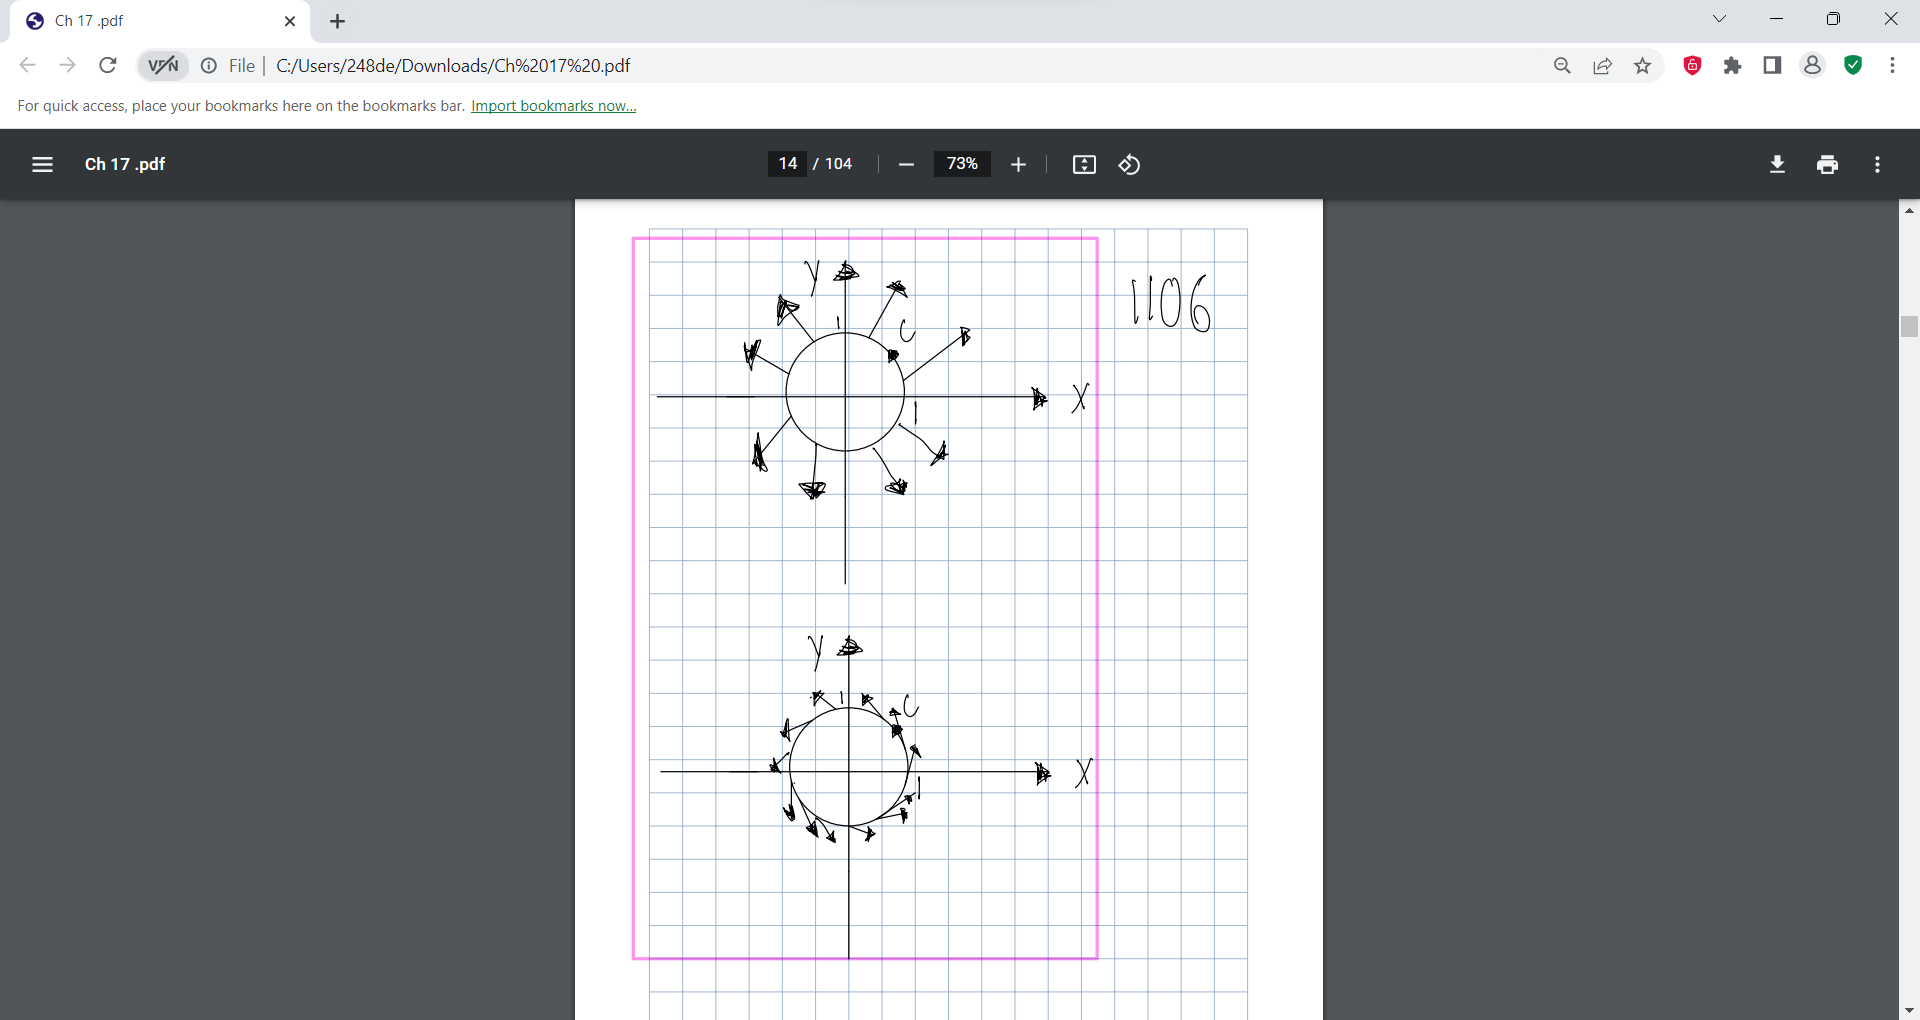 Ch 17 .pdf
VPN File C:/Users/248de/Downloads/Ch%2017%20.pdf
For quick access, place your bookmarks here on the bookmarks bar. Import bookmarks now...
Ch 17 .pdf 14 / 104 73%
y
1106
C
1
x
1
y
C
1
x
1